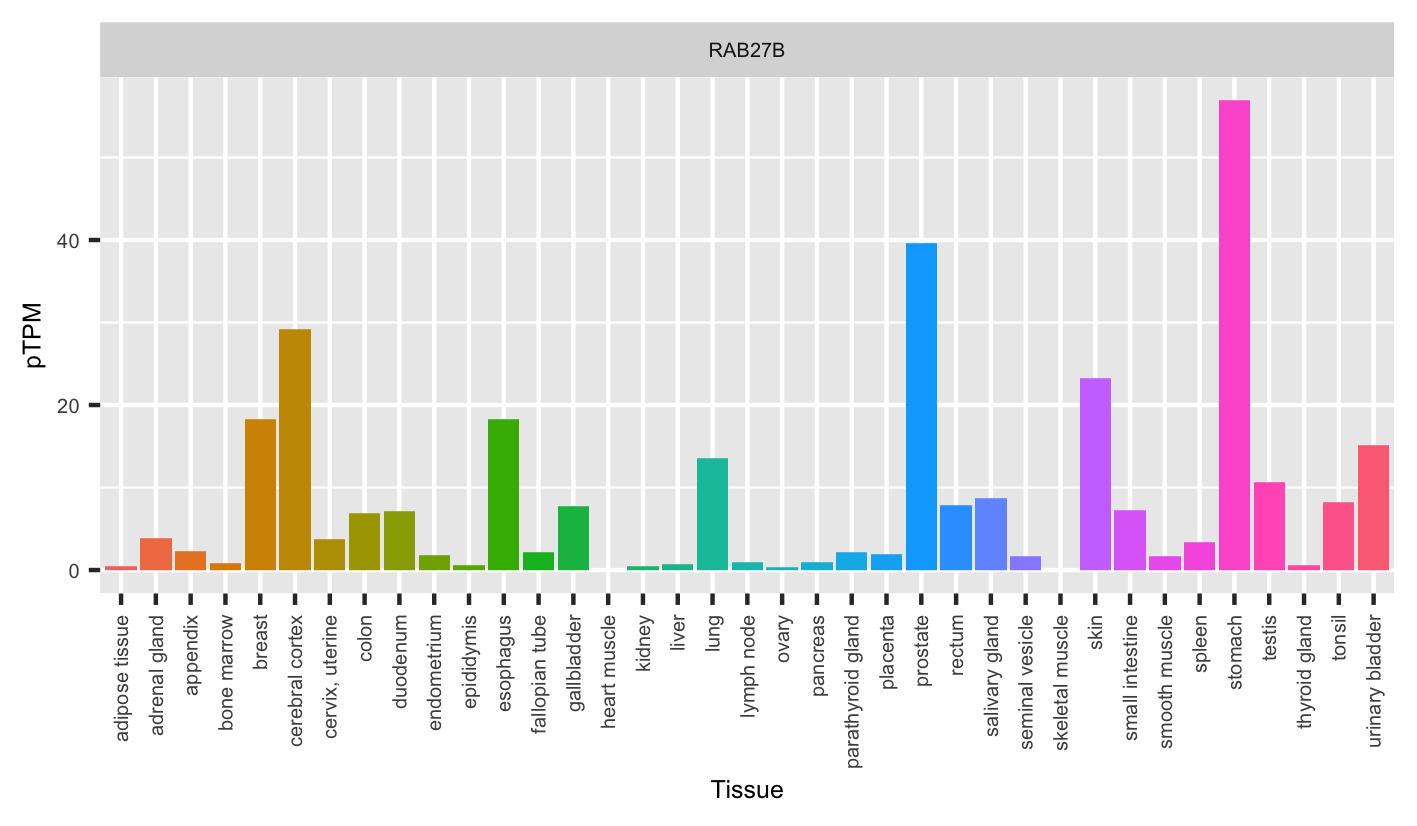 RAB27B
pTPM
40
20
0
adipose tissue
adrenal gland
appendix
bone marrow
breast
cerebral cortex
cervix, uterine
colon
duodenum
endometrium
epididymis
esophagus
fallopian tube
gallbladder
heart muscle
kidney
liver
lung
lymph node
ovary
pancreas
parathyroid gland
placenta
prostate
rectum
salivary gland
seminal vesicle
skeletal muscle
skin
small intestine
smooth muscle
spleen
stomach
testis
thyroid gland
tonsil
urinary bladder
Tissue